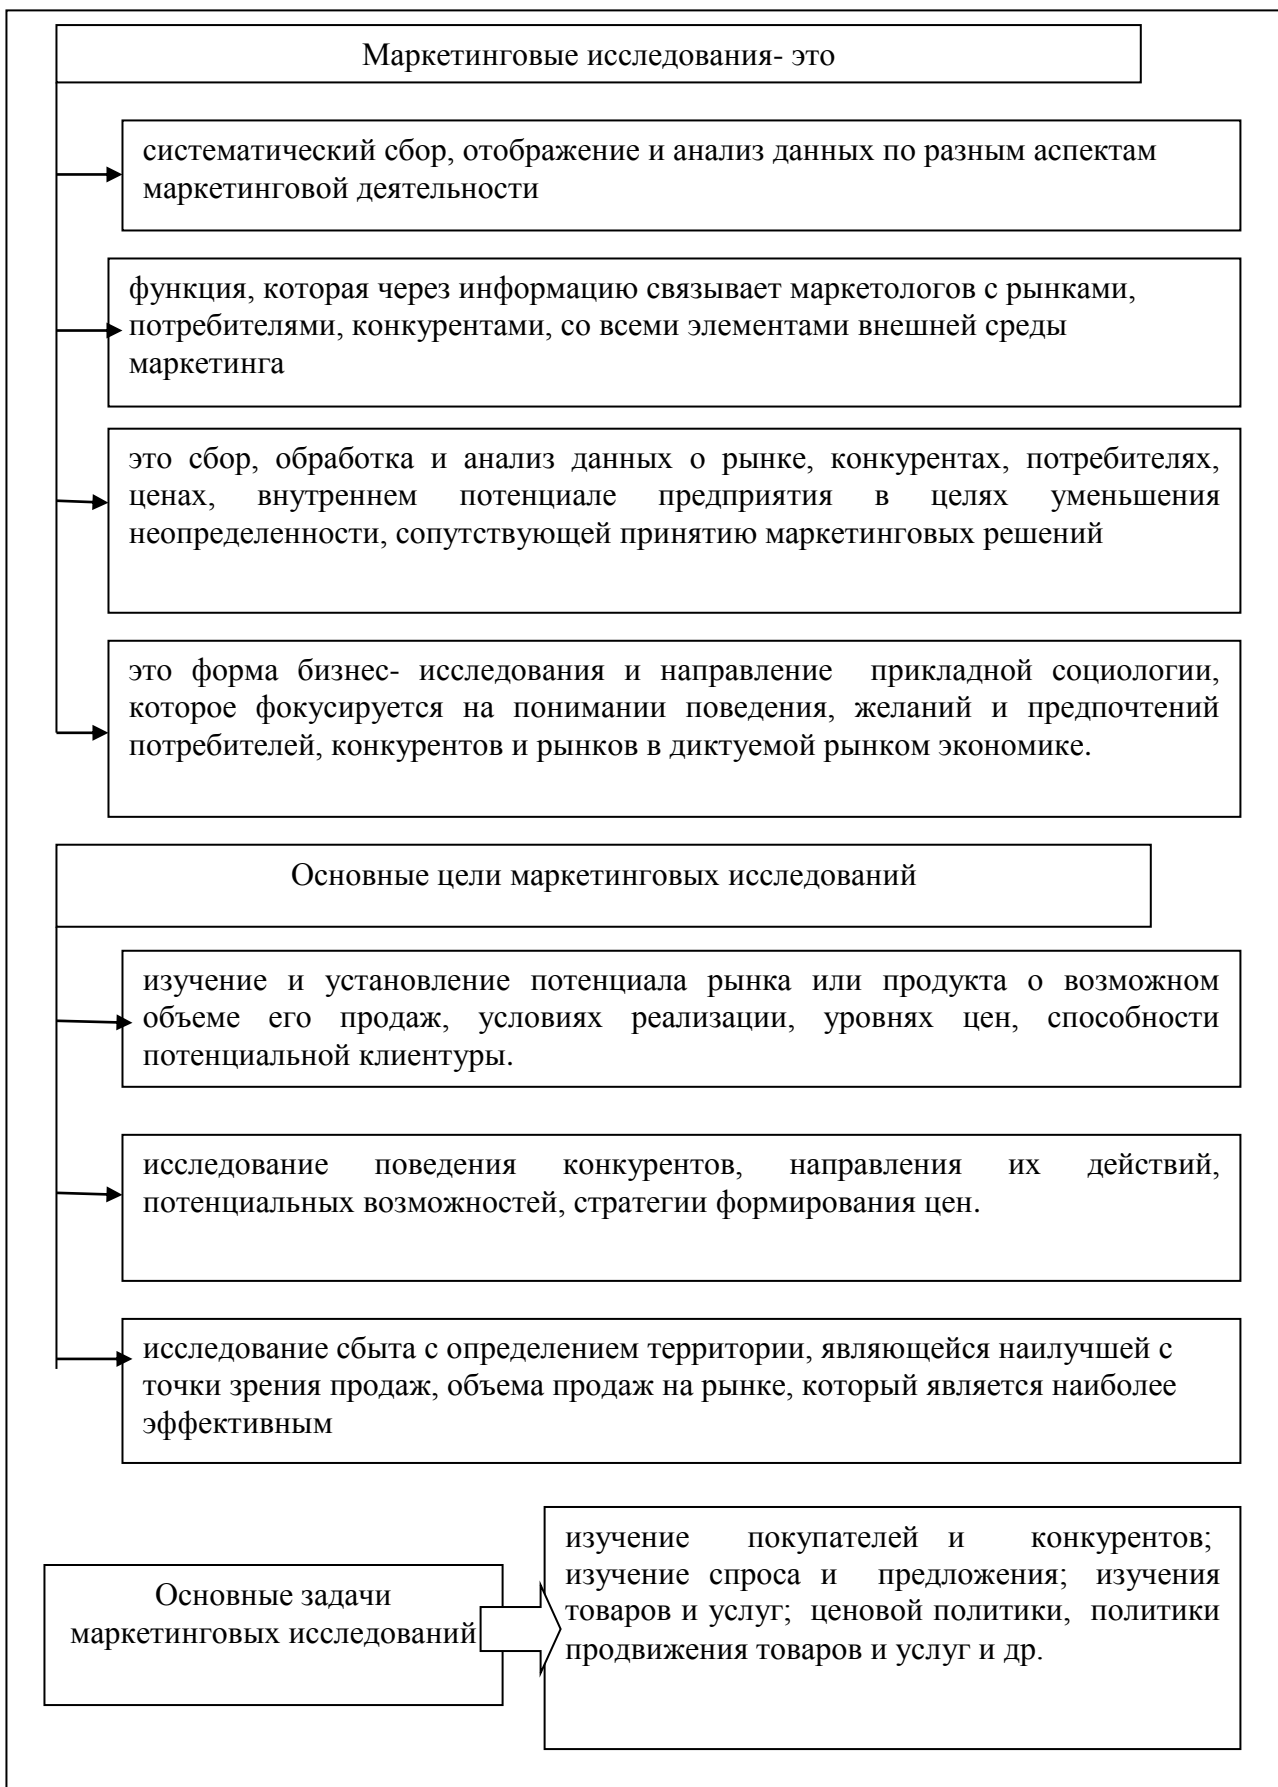 Маркетинговые исследования- это
систематический сбор, отображение и анализ данных по разным аспектам
маркетинговой деятельности
функция, которая через информацию связывает маркетологов с рынками,
потребителями, конкурентами, со всеми элементами внешней среды
маркетинга
это сбор, обработка и анализ данных о рынке, конкурентах, потребителях,
ценах, внутреннем потенциале предприятия в целях уменьшения
неопределенности, сопутствующей принятию маркетинговых решений
это форма бизнес- исследования и направление прикладной социологии,
которое фокусируется на понимании поведения, желаний и предпочтений
потребителей, конкурентов и рынков в диктуемой рынком экономике.
Основные цели маркетинговых исследований
изучение и установление потенциала рынка или продукта о возможном
объеме его продаж, условиях реализации, уровнях цен, способности
потенциальной клиентуры.
исследование поведения конкурентов, направления их действий,
потенциальных возможностей, стратегии формирования цен.
исследование сбыта с определением территории, являющейся наилучшей с
точки зрения продаж, объема продаж на рынке, который является наиболее
эффективным
Основные задачи
маркетинговых исследований
изучение покупателей и конкурентов;
изучение спроса и предложения; изучения
товаров и услуг; ценовой политики, политики
продвижения товаров и услуг и др.